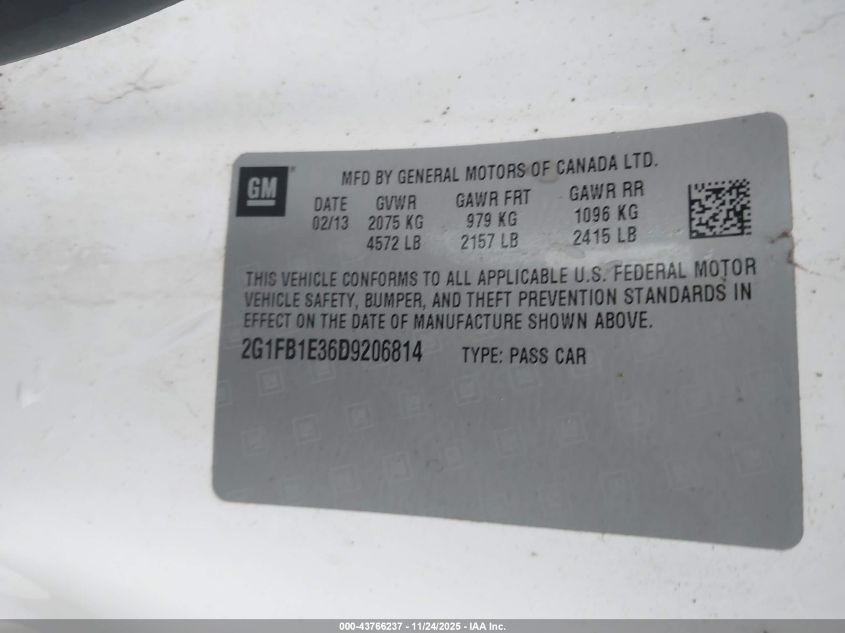 GM
MFD BY GENERAL MOTORS OF CANADA LTD.
DATE GVWR GAWR FRT GAWR RR
02/13 2075 KG 979 KG 1096 KG
4572 LB 2157 LB 2415 LB
THIS VEHICLE CONFORMS TO ALL APPLICABLE U.S. FEDERAL MOTOR
VEHICLE SAFETY, BUMPER, AND THEFT PREVENTION STANDARDS IN
EFFECT ON THE DATE OF MANUFACTURE SHOWN ABOVE.
2G1FB1E36D9206814 TYPE: PASS CAR
000-43766237 - 11/24/2025 - IAA Inc.